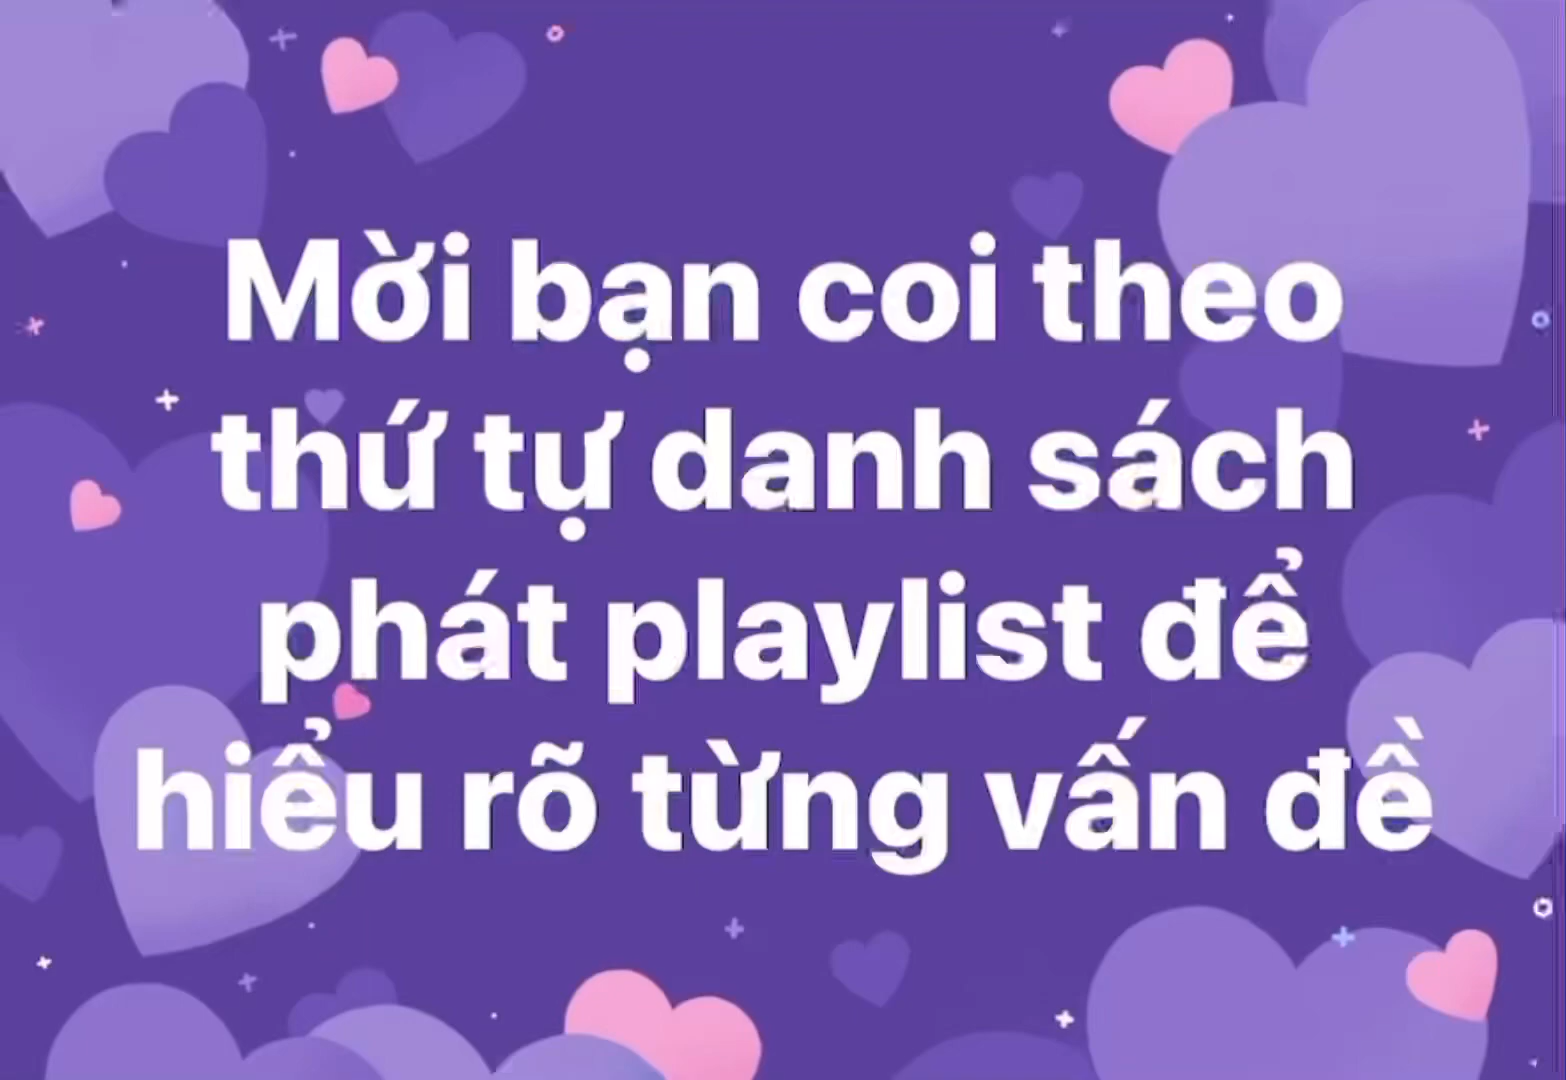 Mời bạn coi theo
thứ tự danh sách
phát playlist để
hiểu rõ từng vấn đề